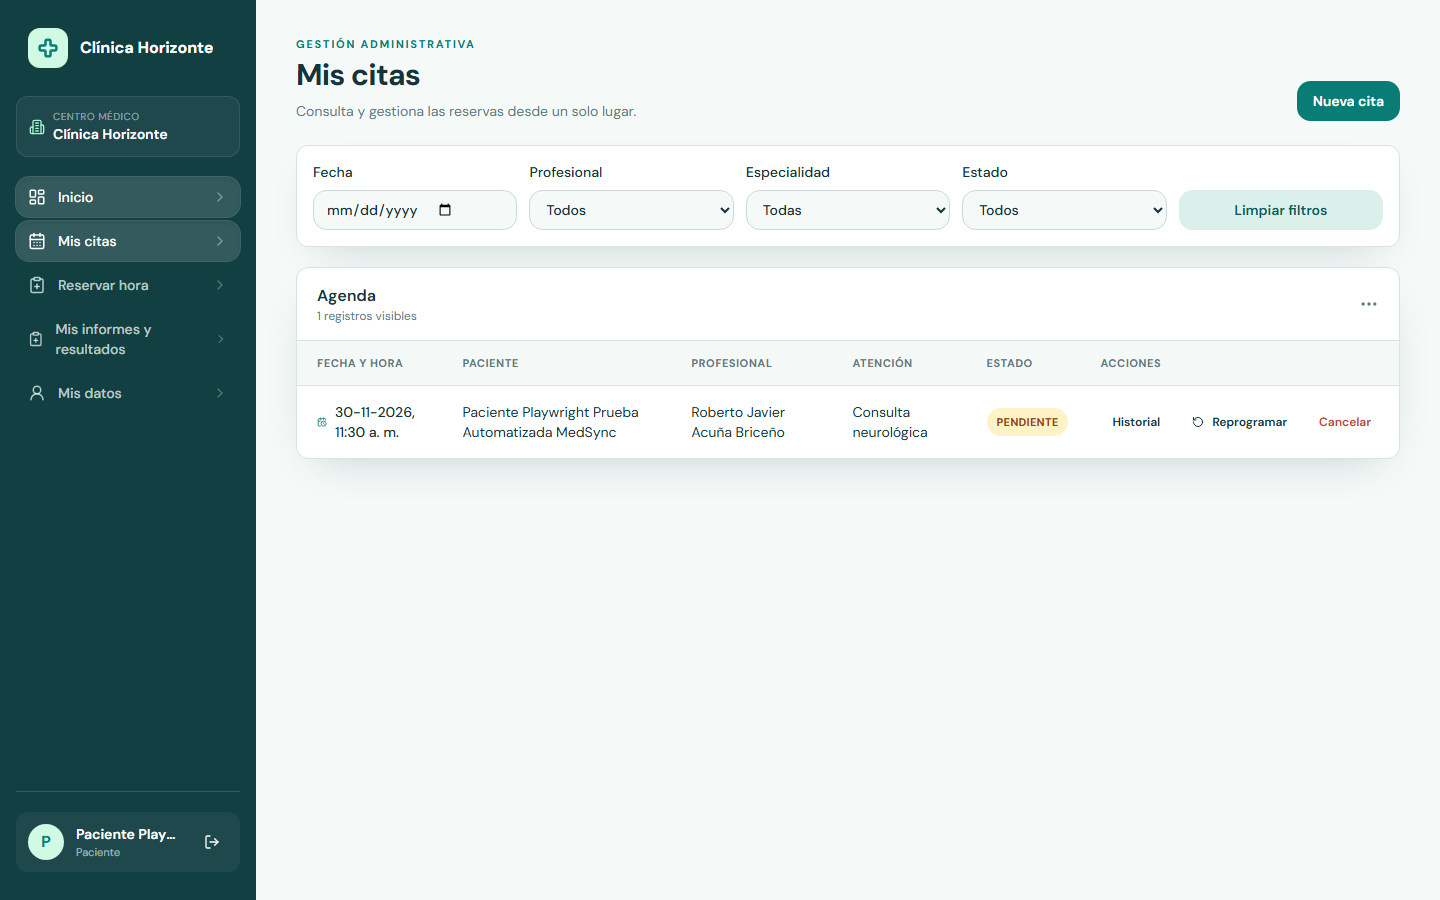 Clínica Horizonte
CENTRO MÉDICO
Clínica Horizonte
Inicio
Mis citas
Reservar hora
Mis informes y
resultados
Mis datos
P
Paciente Play...
Paciente
GESTIÓN ADMINISTRATIVA
Mis citas
Consulta y gestiona las reservas desde un solo lugar.
Nueva cita
Fecha
Profesional
Especialidad
Estado
mm/dd/yyyy
Todos
Todas
Todos
Limpiar filtros
Agenda
1 registros visibles
FECHA Y HORA
PACIENTE
PROFESIONAL
ATENCIÓN
ESTADO
ACCIONES
30-11-2026,
11:30 a. m.
Paciente Playwright Prueba
Automatizada MedSync
Roberto Javier
Acuña Briceño
Consulta
neurológica
PENDIENTE
Historial
Reprogramar
Cancelar